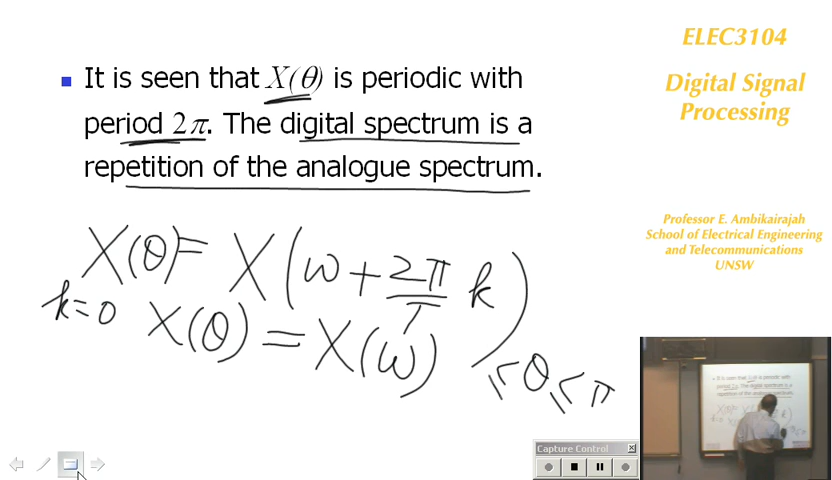 ELEC3104
Digital Signal
Processing
It is seen that X(θ) is periodic with
period 2π. The digital spectrum is a
repetition of the analogue spectrum.
X(θ) = X(ω + 2π/T k)
k=0 X(θ) = X(ω) ≤ θ ≤ π
Professor E. Ambikairajah
School of Electrical Engineering
and Telecommunications
UNSW
Capture Control